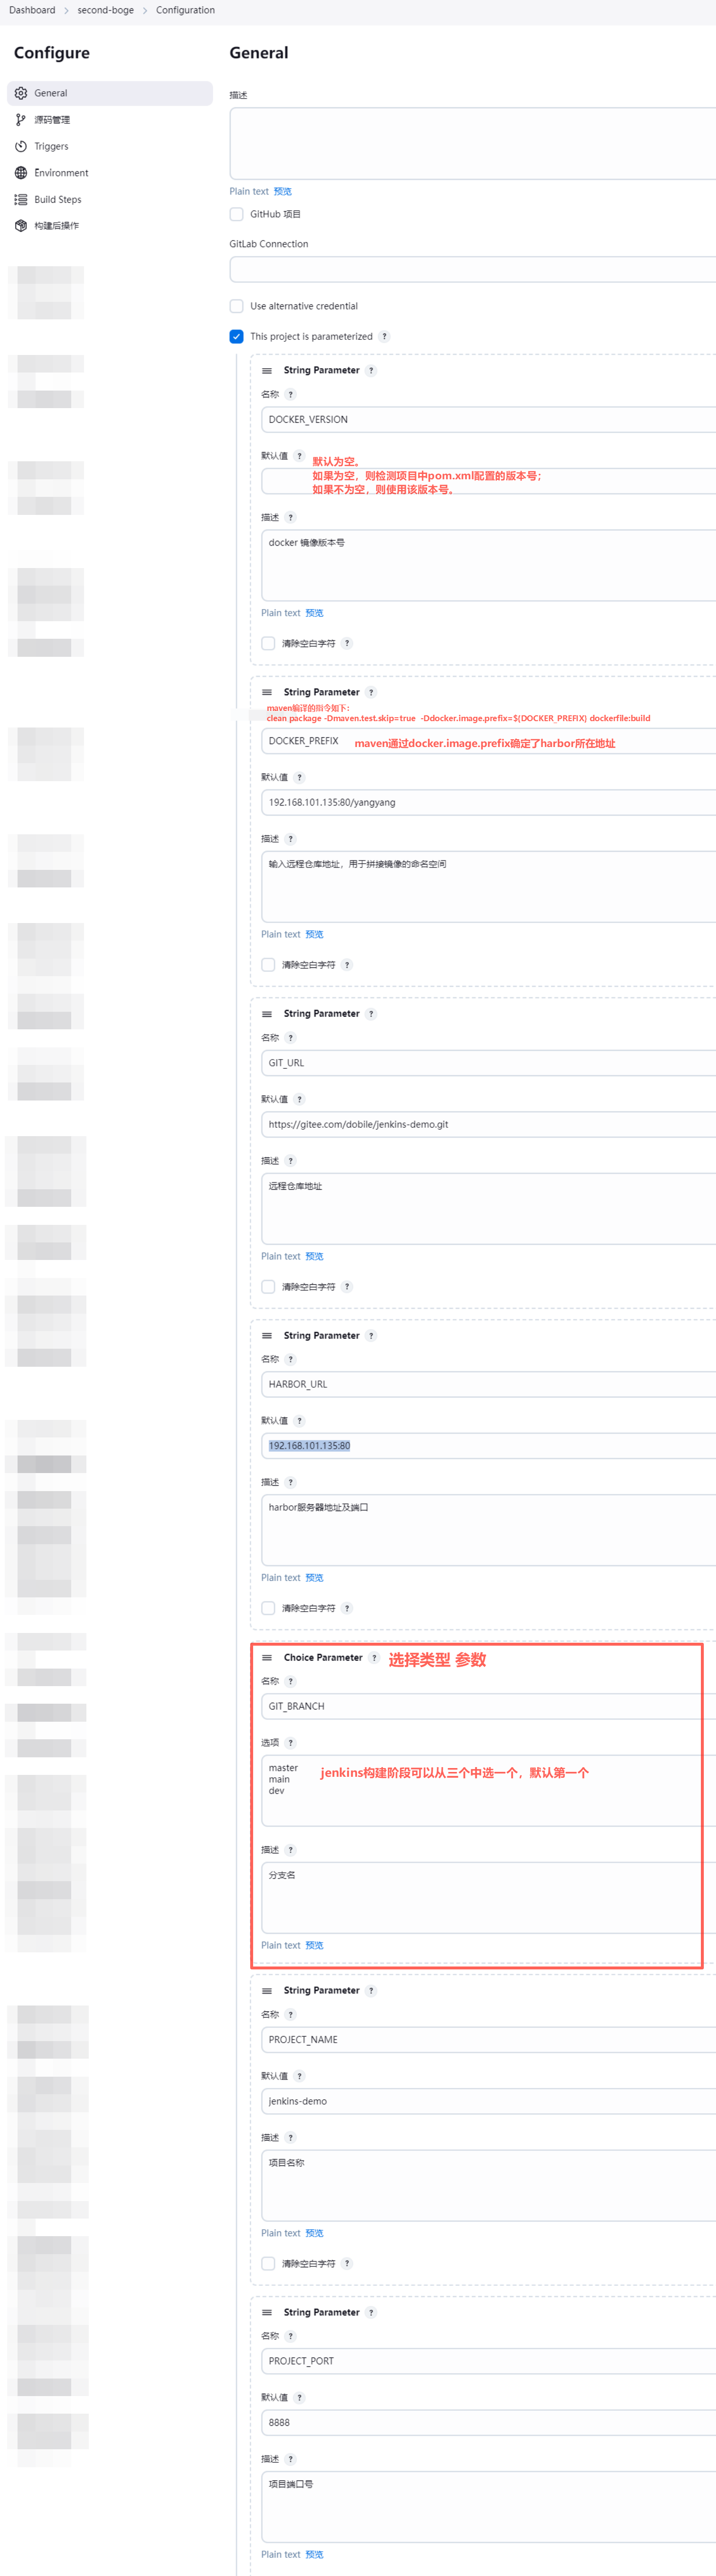 Dashboard > second-boge > Configuration
Configure
General
源码管理
Triggers
Environment
Build Steps
构建后操作
General
描述
Plain text 预览
GitHub 项目
GitLab Connection
Use alternative credential
This project is parameterized ?
String Parameter ?
名称 ?
DOCKER_VERSION
默认值 ?
默认为空。
如果为空，则检测项目中pom.xml配置的版本号；
如果不为空，则使用该版本号。
描述 ?
docker 镜像版本号
Plain text 预览
清除空白字符 ?
String Parameter ?
maven编译的指令如下：
clean package -Dmaven.test.skip=true -Ddocker.image.prefix=${DOCKER_PREFIX} dockerfile:build
DOCKER_PREFIX maven通过docker.image.prefix确定了harbor所在地址
默认值 ?
192.168.101.135:80/yangyang
描述 ?
输入远程仓库地址，用于拼接镜像的命名空间
Plain text 预览
清除空白字符 ?
String Parameter ?
名称 ?
GIT_URL
默认值 ?
https://gitee.com/dobile/jenkins-demo.git
描述 ?
远程仓库地址
Plain text 预览
清除空白字符 ?
String Parameter ?
名称 ?
HARBOR_URL
默认值 ?
192.168.101.135:80
描述 ?
harbor服务器地址及端口
Plain text 预览
清除空白字符 ?
Choice Parameter ? 选择类型 参数
名称 ?
GIT_BRANCH
选项 ?
master
main jenkins构建阶段可以从三个中选一个，默认第一个
dev
描述 ?
分支名
Plain text 预览
String Parameter ?
名称 ?
PROJECT_NAME
默认值 ?
jenkins-demo
描述 ?
项目名称
Plain text 预览
清除空白字符 ?
String Parameter ?
名称 ?
PROJECT_PORT
默认值 ?
8888
描述 ?
项目端口号
Plain text 预览